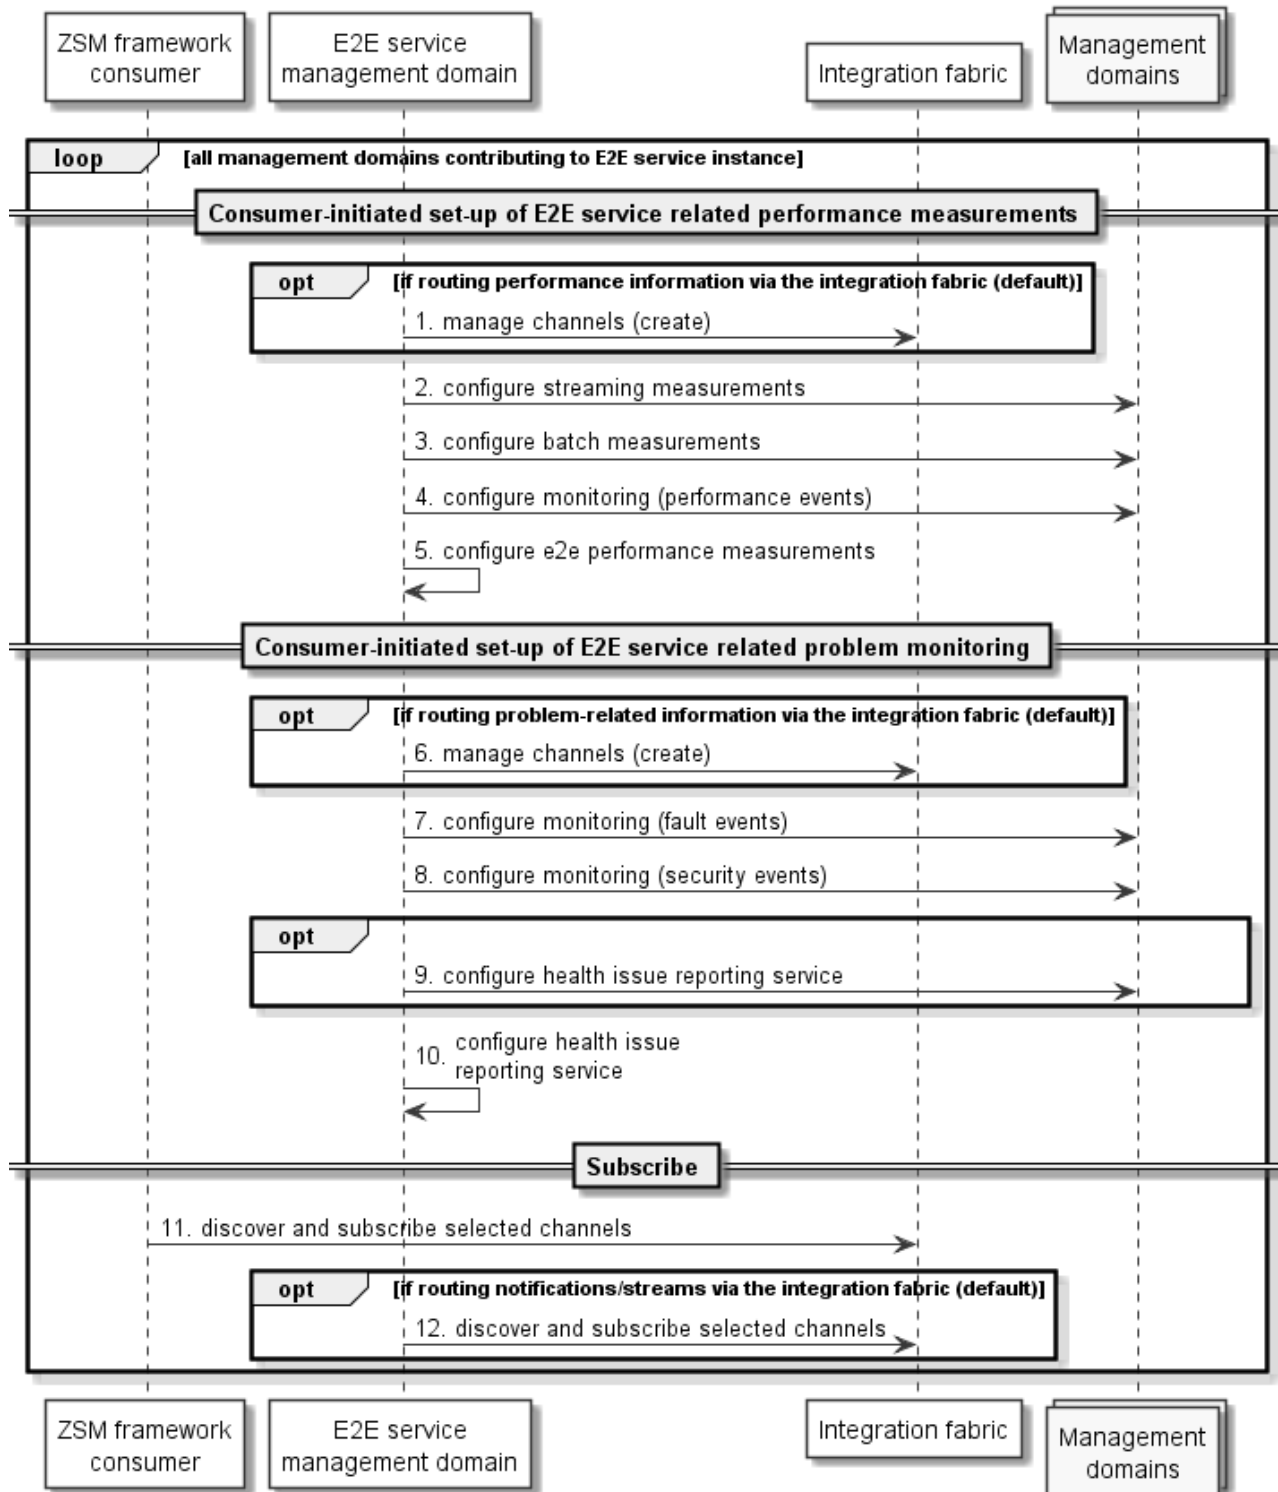 ZSM framework
consumer
E2E service
management domain
Integration fabric
Management
domains
loop
[all management domains contributing to E2E service instance]
Consumer-initiated set-up of E2E service related performance measurements
opt
[if routing performance information via the integration fabric (default)]
1. manage channels (create)
2. configure streaming measurements
3. configure batch measurements
4. configure monitoring (performance events)
5. configure e2e performance measurements
Consumer-initiated set-up of E2E service related problem monitoring
opt
[if routing problem-related information via the integration fabric (default)]
6. manage channels (create)
7. configure monitoring (fault events)
8. configure monitoring (security events)
opt
9. configure health issue reporting service
10. configure health issue
reporting service
Subscribe
11. discover and subscribe selected channels
opt
[if routing notifications/streams via the integration fabric (default)]
12. discover and subscribe selected channels
ZSM framework
consumer
E2E service
management domain
Integration fabric
Management
domains